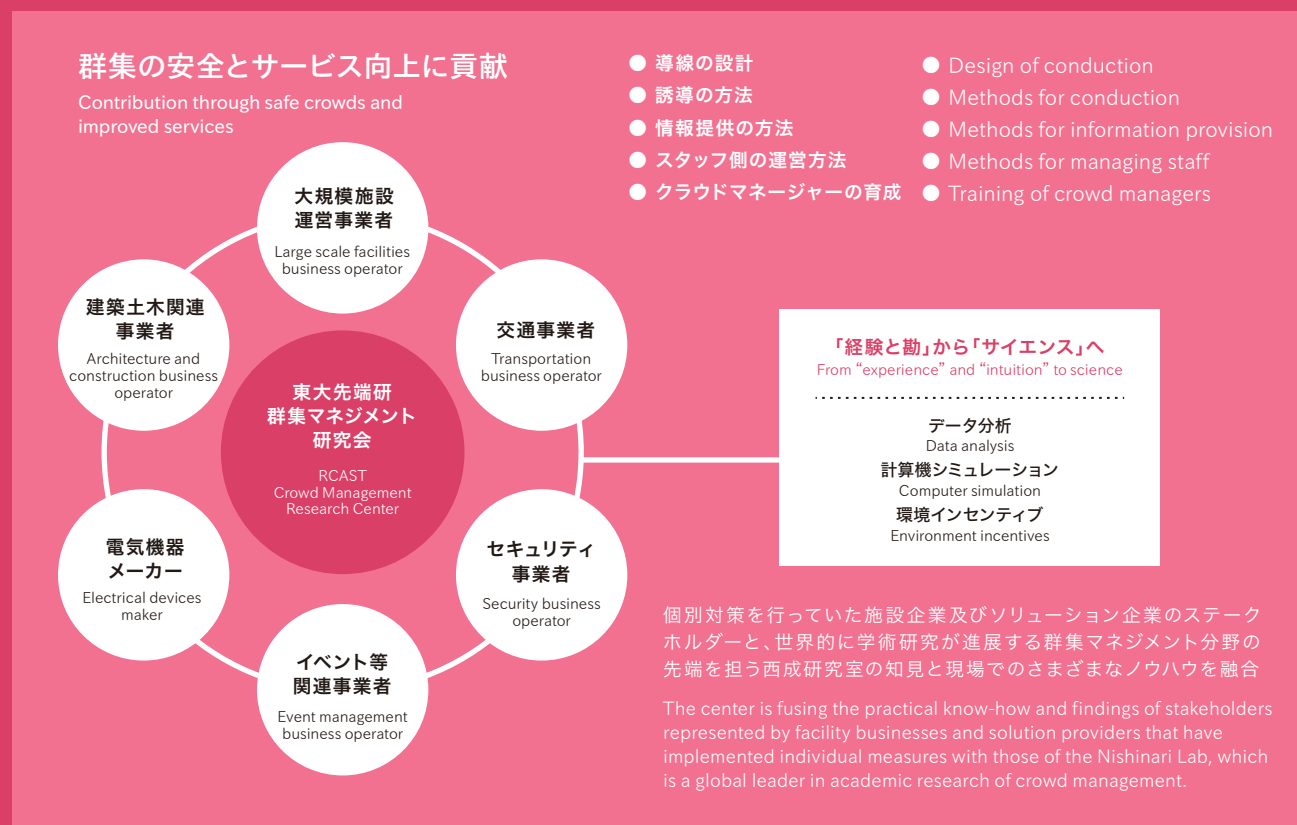 群集の安全とサービス向上に貢献
Contribution through safe crowds and
improved services
● 導線の設計
● 誘導の方法
● 情報提供の方法
● スタッフ側の運営方法
● クラウドマネージャーの育成
● Design of conduction
● Methods for conduction
● Methods for information provision
● Methods for managing staff
● Training of crowd managers
大規模施設
運営事業者
Large scale facilities
business operator
建築土木関連
事業者
Architecture and
construction business
operator
交通事業者
Transportation
business operator
東大先端研
群集マネジメント
研究会
RCAST
Crowd Management
Research Center
電気機器
メーカー
Electrical devices
maker
セキュリティ
事業者
Security business
operator
イベント等
関連事業者
Event management
business operator
「経験と勘」から「サイエンス」へ
From “experience” and “intuition” to science
データ分析
Data analysis
計算機シミュレーション
Computer simulation
環境インセンティブ
Environment incentives
個別対策を行っていた施設企業及びソリューション企業のステーク
ホルダーと、世界的に学術研究が進展する群集マネジメント分野の
先端を担う西成研究室の知見と現場でのさまざまなノウハウを融合
The center is fusing the practical know-how and findings of stakeholders
represented by facility businesses and solution providers that have
implemented individual measures with those of the Nishinari Lab, which
is a global leader in academic research of crowd management.